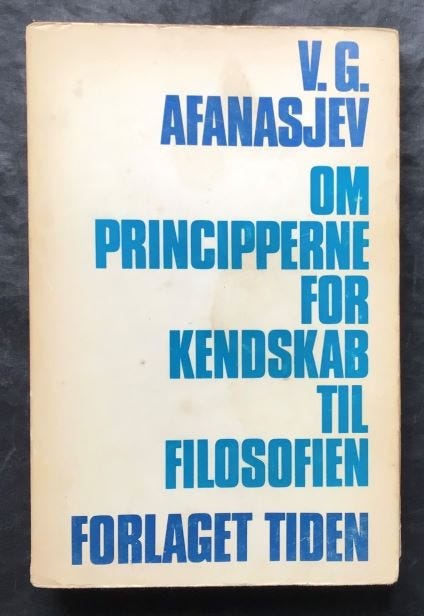 V. G.
AFANASJEV
OM
PRINCIPPERNE
FOR
KENDSKAB
TIL
FILOSOFIEN
FORLAGET TIDEN